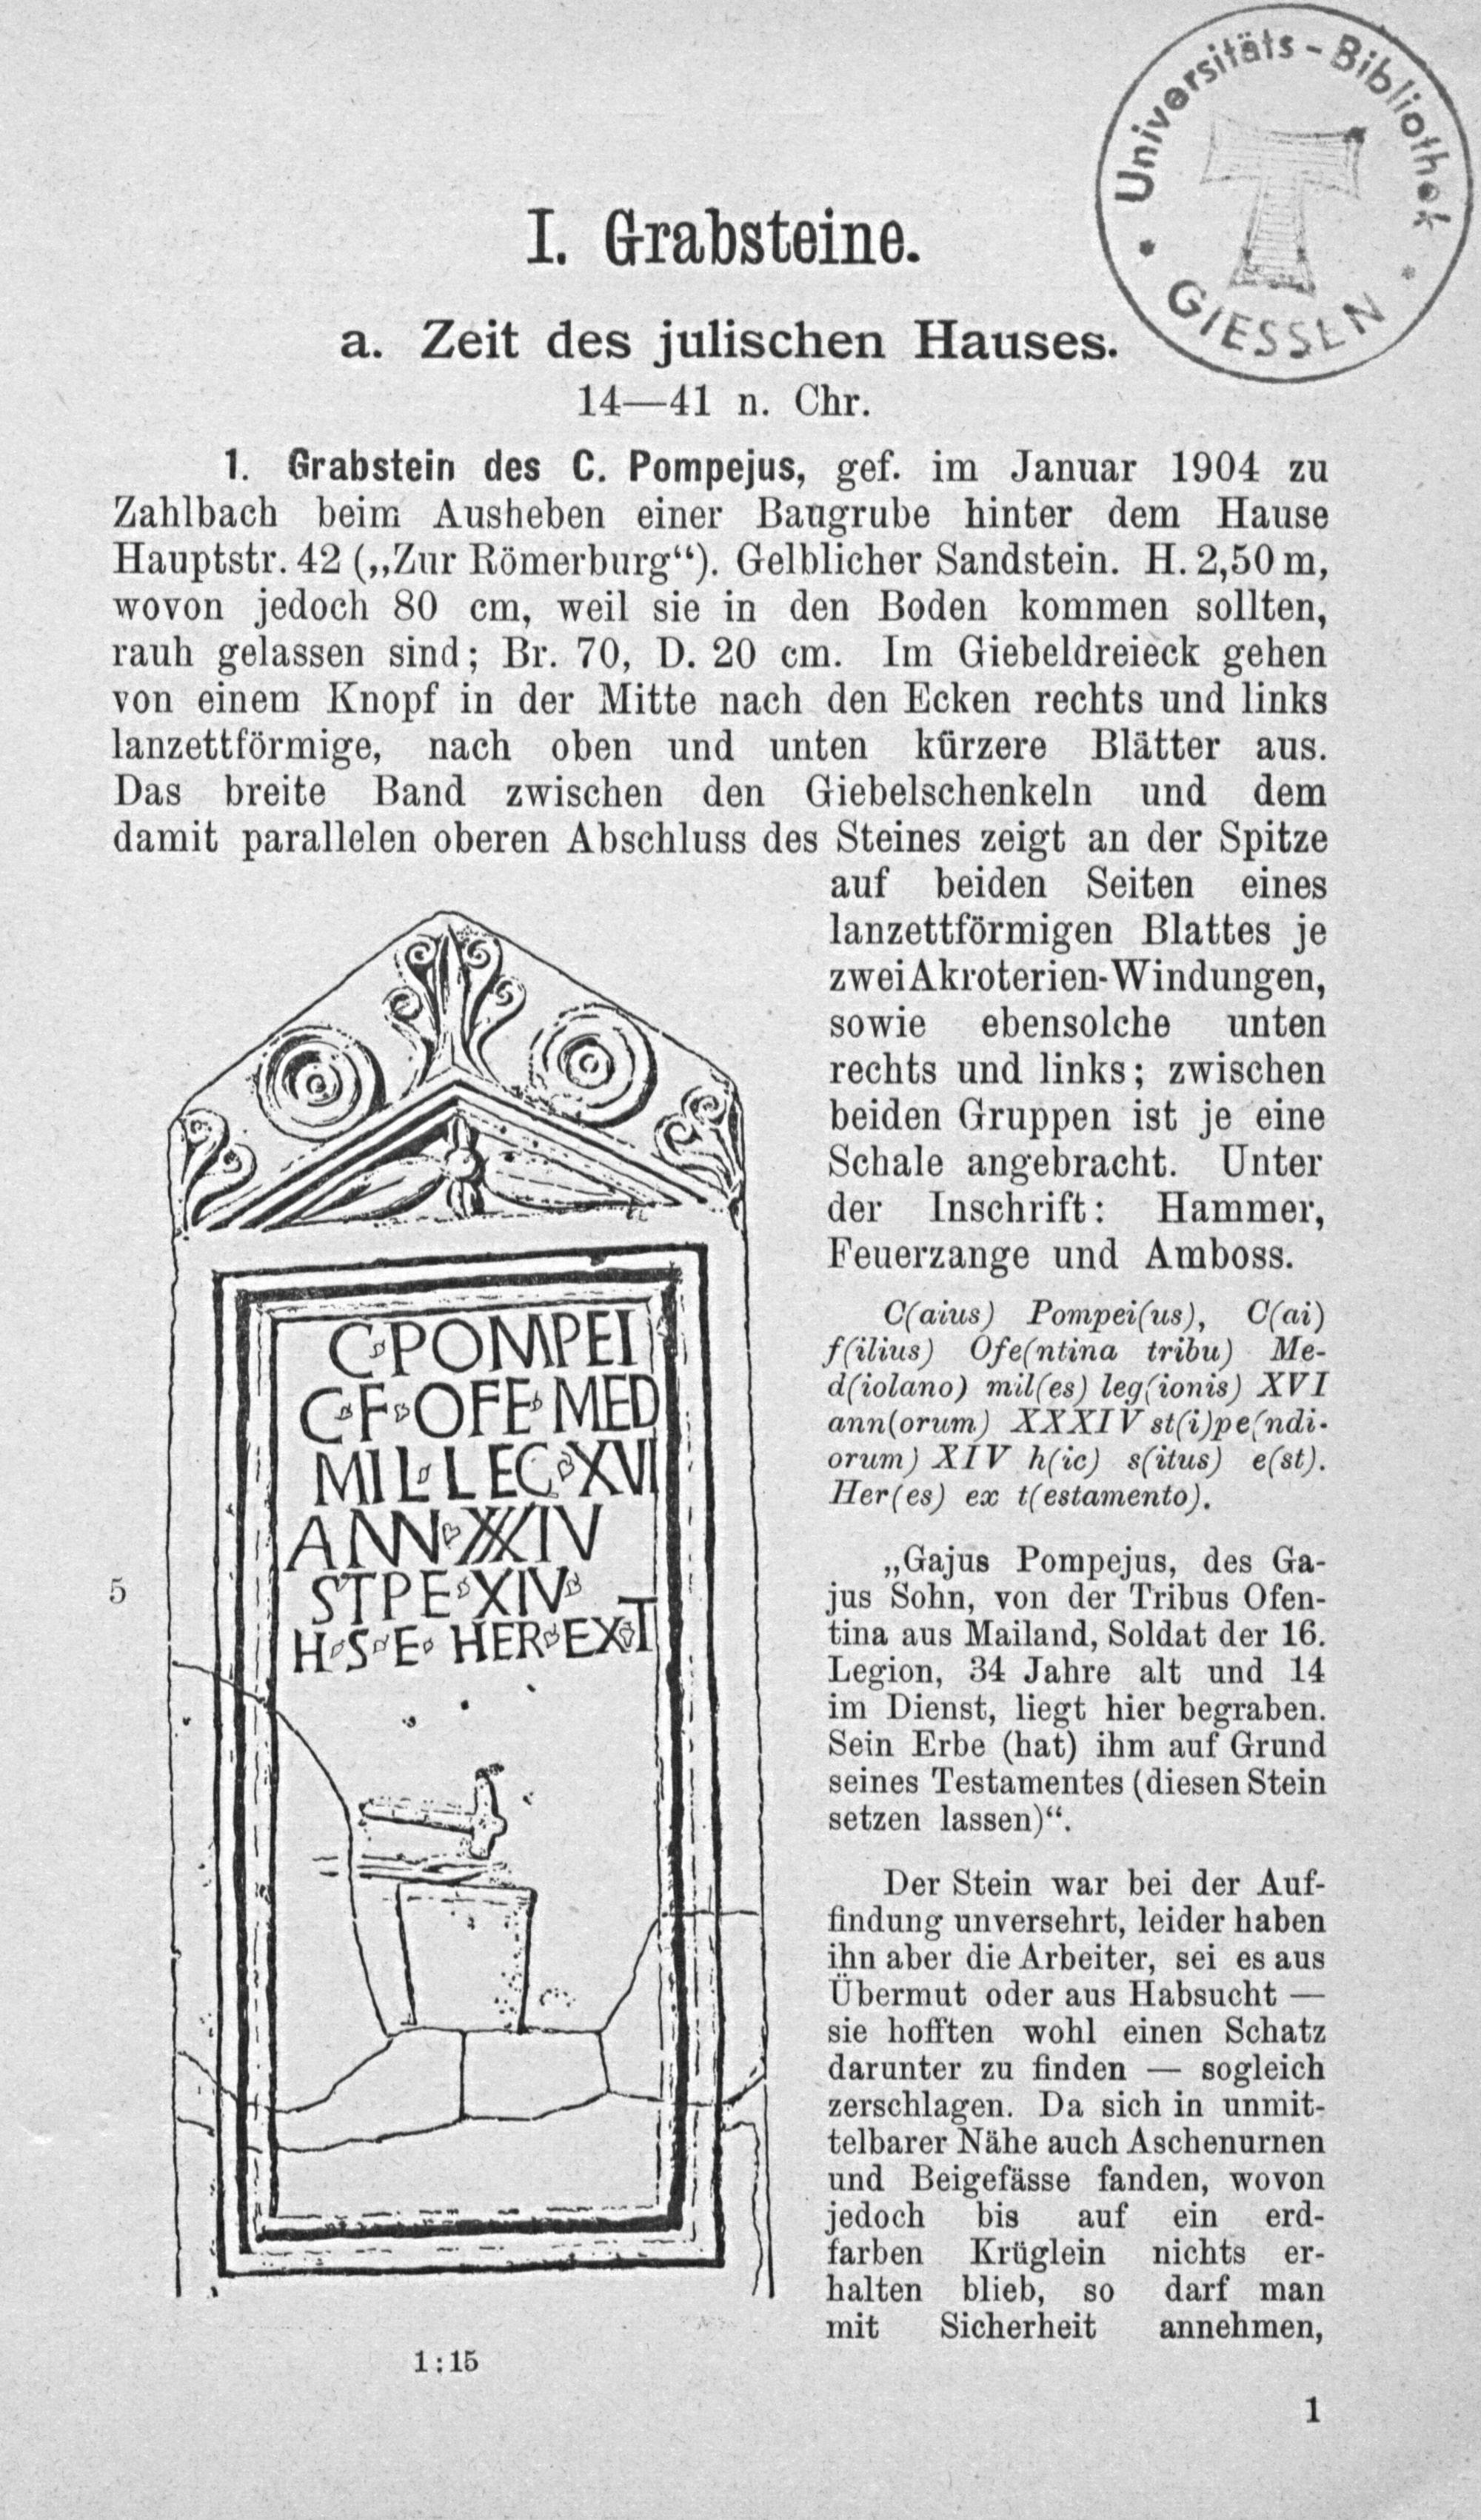 Universitäts-Bibliothek
GIESSEN
I. Grabsteine.
a. Zeit des julischen Hauses.
14—41 n. Chr.
1. Grabstein des C. Pompejus, gef. im Januar 1904 zu
Zahlbach beim Ausheben einer Baugrube hinter dem Hause
Hauptstr. 42 („Zur Römerburg“). Gelblicher Sandstein. H. 2,50 m,
wovon jedoch 80 cm, weil sie in den Boden kommen sollten,
rauh gelassen sind; Br. 70, D. 20 cm. Im Giebeldreieck gehen
von einem Knopf in der Mitte nach den Ecken rechts und links
lanzettförmige, nach oben und unten kürzere Blätter aus.
Das breite Band zwischen den Giebelschenkeln und dem
damit parallelen oberen Abschluss des Steines zeigt an der Spitze
auf beiden Seiten eines
lanzettförmigen Blattes je
zwei Akroterien-Windungen,
sowie ebensolche unten
rechts und links; zwischen
beiden Gruppen ist je eine
Schale angebracht. Unter
der Inschrift: Hammer,
Feuerzange und Amboss.
C(aius) Pompei(us), C(ai)
f(ilius) Ofe(ntina tribu) Me-
d(iolano) mil(es) leg(ionis) XVI
ann(orum) XXXIV st(i)pe(ndi-
orum) XIV h(ic) s(itus) e(st).
Her(es) ex t(estamento).
„Gajus Pompejus, des Ga-
jus Sohn, von der Tribus Ofen-
tina aus Mailand, Soldat der 16.
Legion, 34 Jahre alt und 14
im Dienst, liegt hier begraben.
Sein Erbe (hat) ihm auf Grund
seines Testamentes (diesen Stein
setzen lassen)“.
Der Stein war bei der Auf-
findung unversehrt, leider haben
ihn aber die Arbeiter, sei es aus
Übermut oder aus Habsucht —
sie hofften wohl einen Schatz
darunter zu finden — sogleich
zerschlagen. Da sich in unmit-
telbarer Nähe auch Aschenurnen
und Beigefässe fanden, wovon
jedoch bis auf ein erd-
farben Krüglein nichts er-
halten blieb, so darf man
mit Sicherheit annehmen,
C POMPEI
C F OFE MED
MIL LEG XVI
ANN XXXIV
5
STPE XIV
H S E HER EX T
1:15
1